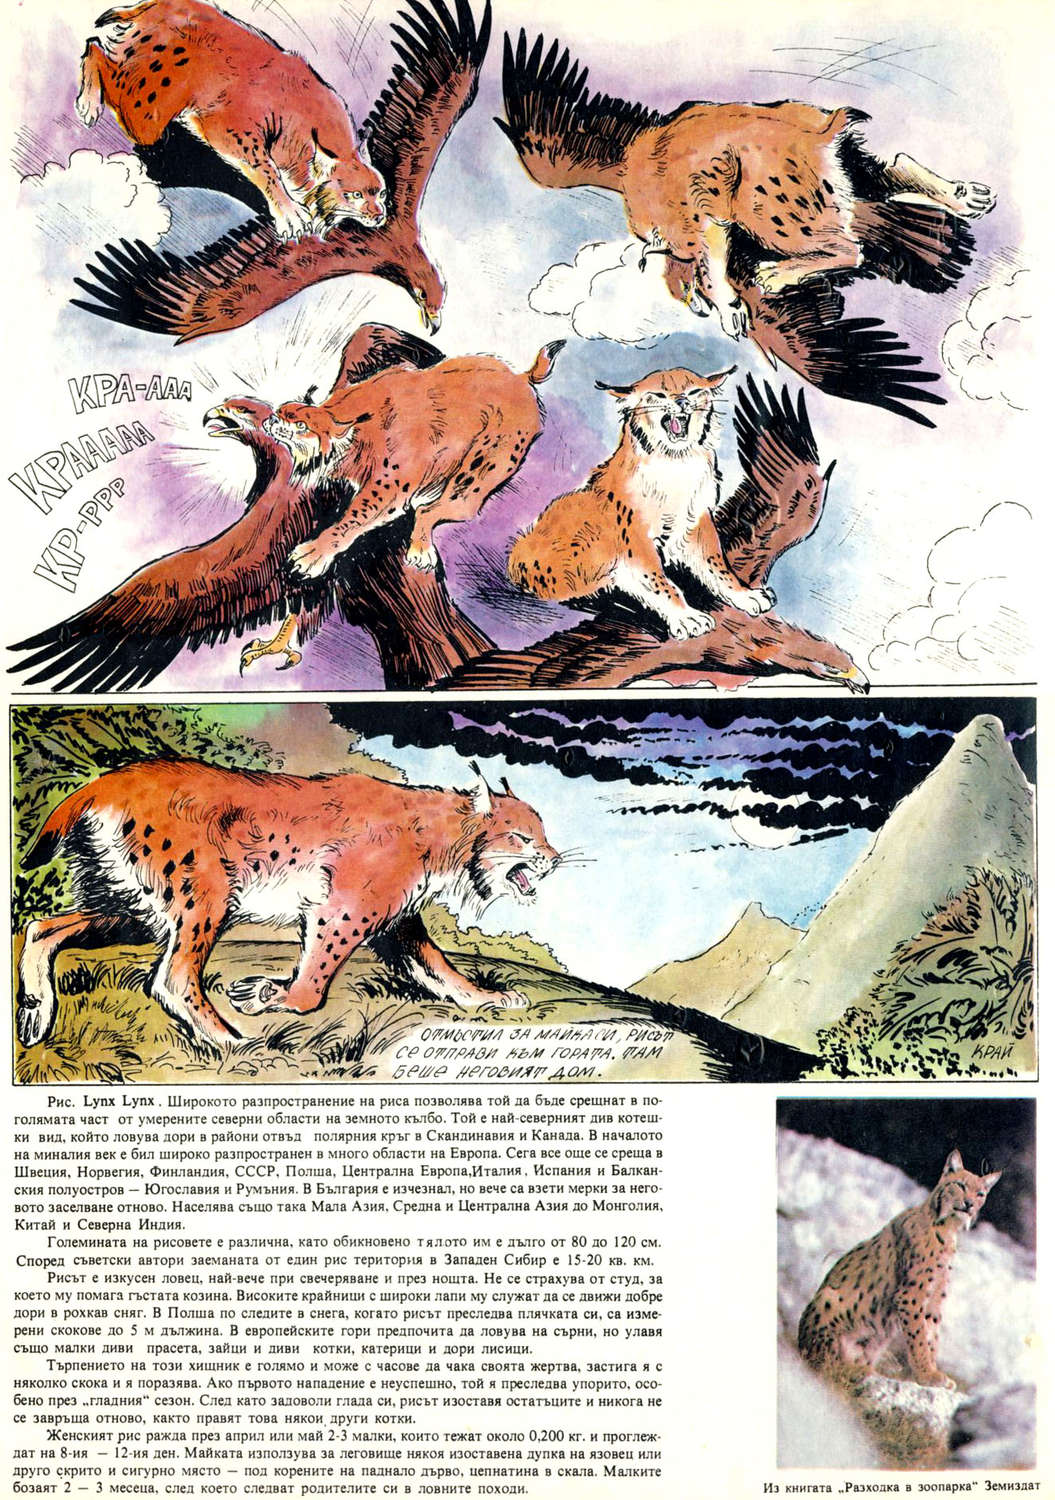 КРА-ААА
КРААААА
КР-РРР
ОТМЪСТИЛ ЗА МАЙКА СИ, РИСЪТ
СЕ ОТПРАВИ КЪМ ГОРАТА. ТАМ
БЕШЕ НЕГОВИЯТ ДОМ.
КРАЙ
Рис. Lynx Lynx. Широкото разпространение на риса позволява той да бъде срещнат в по-
голямата част от умерените северни области на земното кълбо. Той е най-северният див котеш-
ки вид, който ловува дори в райони отвъд полярния кръг в Скандинавия и Канада. В началото
на миналия век е бил широко разпространен в много области на Европа. Сега все още се среща в
Швеция, Норвегия, Финландия, СССР, Полша, Централна Европа,Италия, Испания и Балкан-
ския полуостров — Югославия и Румъния. В България е изчезнал, но вече са взети мерки за него-
вото заселване отново. Населява също така Мала Азия, Средна и Централна Азия до Монголия,
Китай и Северна Индия.
Големината на рисовете е различна, като обикновено тялото им е дълго от 80 до 120 см.
Според съветски автори заеманата от един рис територия в Западен Сибир е 15-20 кв. км.
Рисът е изкусен ловец, най-вече при свечеряване и през нощта. Не се страхува от студ, за
което му помага гъстата козина. Високите крайници с широки лапи му служат да се движи добре
дори в рохкав сняг. В Полша по следите в снега, когато рисът преследва плячката си, са изме-
рени скокове до 5 м дължина. В европейските гори предпочита да ловува на сърни, но улавя
също малки диви прасета, зайци и диви котки, катерици и дори лисици.
Търпението на този хищник е голямо и може с часове да чака своята жертва, застига я с
няколко скока и я поразява. Ако първото нападение е неуспешно, той я преследва упорито, осо-
бено през „гладния“ сезон. След като задоволи глада си, рисът изоставя остатъците и никога не
се завръща отново, както правят това някои други котки.
Женският рис ражда през април или май 2-3 малки, които тежат около 0,200 кг. и проглеж-
дат на 8-ия — 12-ия ден. Майката използува за леговище някоя изоставена дупка на язовец или
друго скрито и сигурно място — под корените на паднало дърво, цепнатина в скала. Малките
бозаят 2 — 3 месеца, след което следват родителите си в ловните походи.
Из книгата „Разходка в зоопарка“ Земиздат